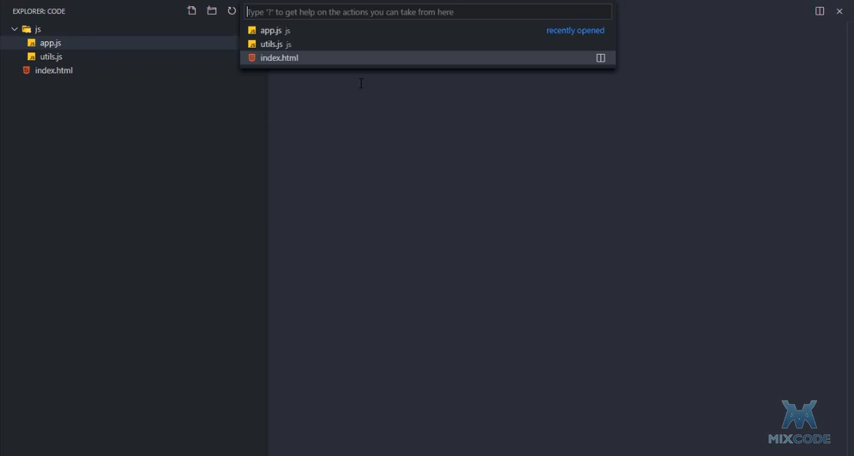 EXPLORER: CODE
js
app.js
utils.js
index.html
Type '?' to get help on the actions you can take from here
app.js js recently opened
utils.js js
index.html
MIXCODE